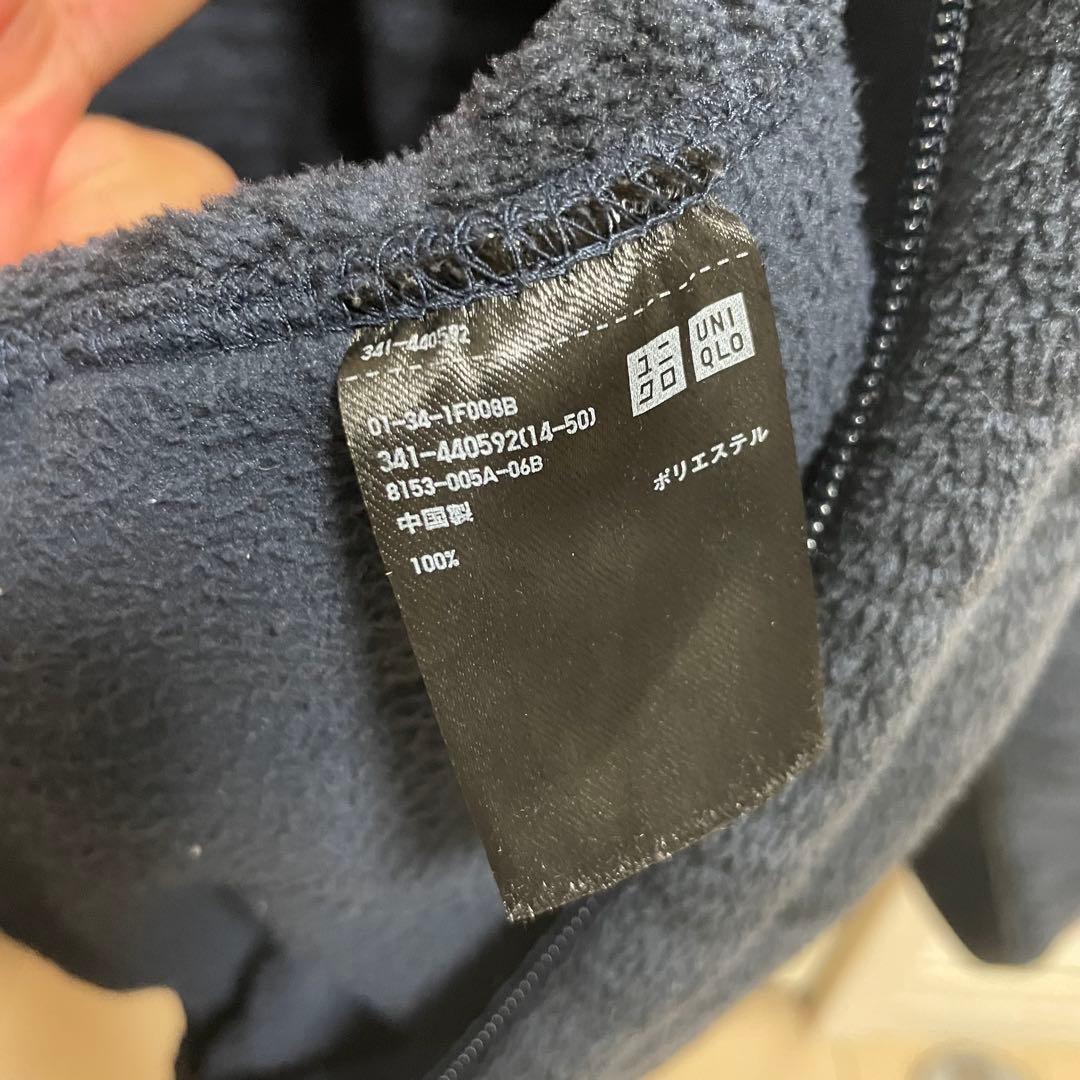 341-440592
ユニ
クロ
UNI
QLO
01-34-1F008B
341-440592(14-50)
8153-005A-06B
中国製
ポリエステル
100%